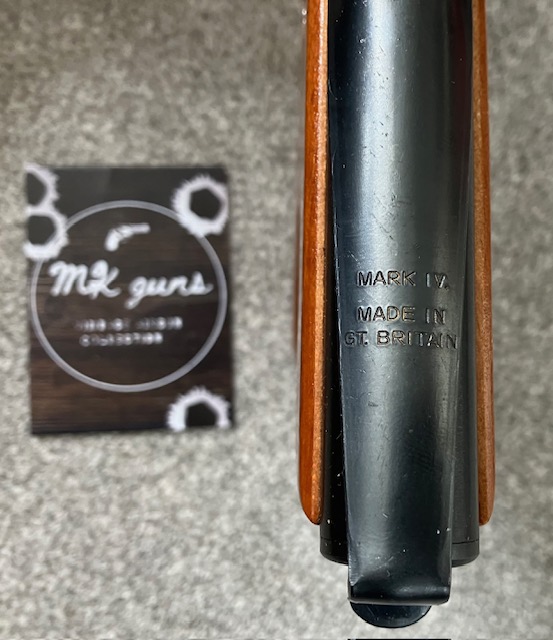 MK guns
MARK IV.
MADE IN
GT. BRITAIN